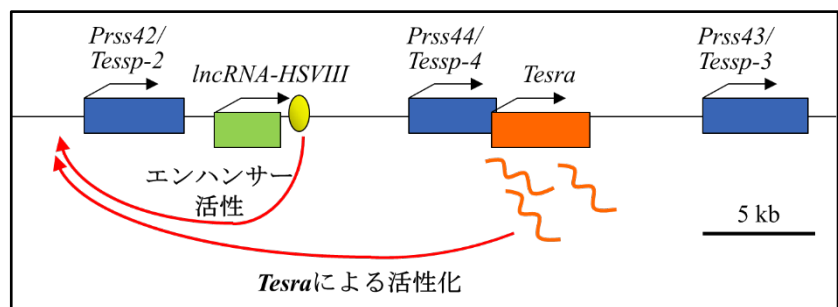 Prss42/
Tessp-2
lncRNA-HSVIII
Prss44/
Tessp-4
Tesra
Prss43/
Tessp-3
エンハンサー
活性
5 kb
Tesraによる活性化